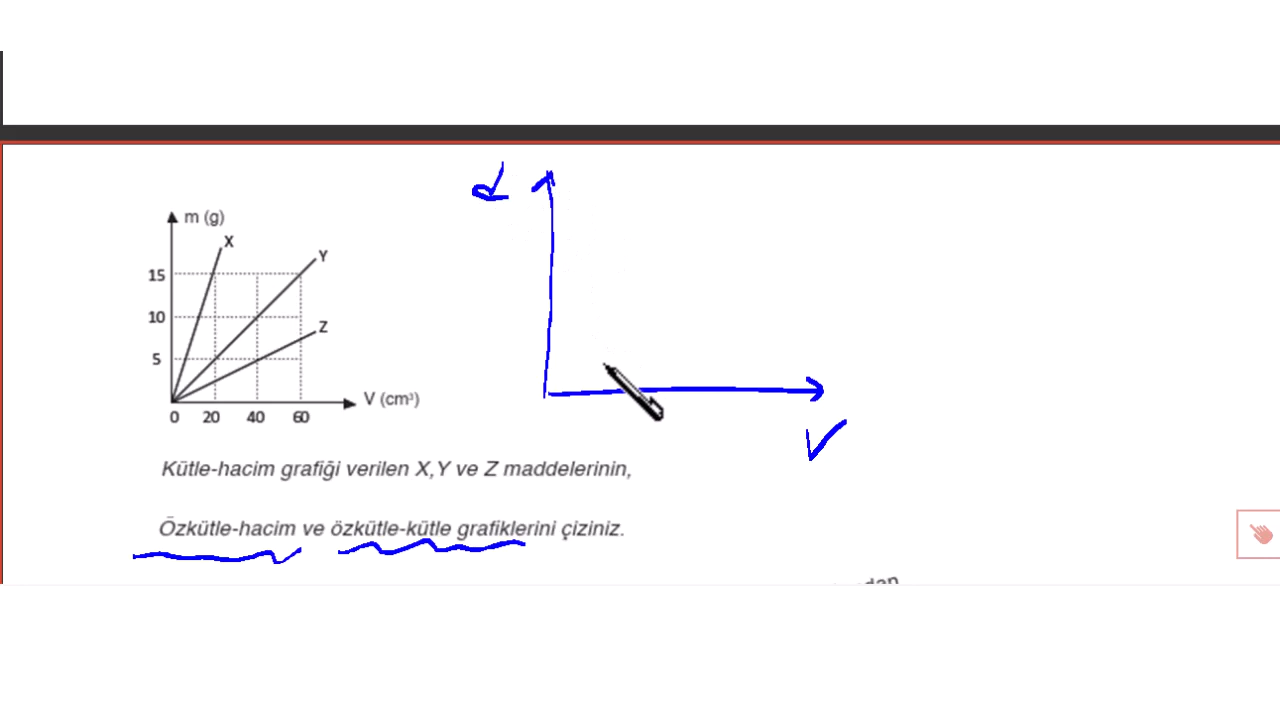 d
m (g)
X
Y
15
10
Z
5
V (cm³)
0 20 40 60
V
Kütle-hacim grafiği verilen X,Y ve Z maddelerinin,
Özkütle-hacim ve özkütle-kütle grafiklerini çiziniz.